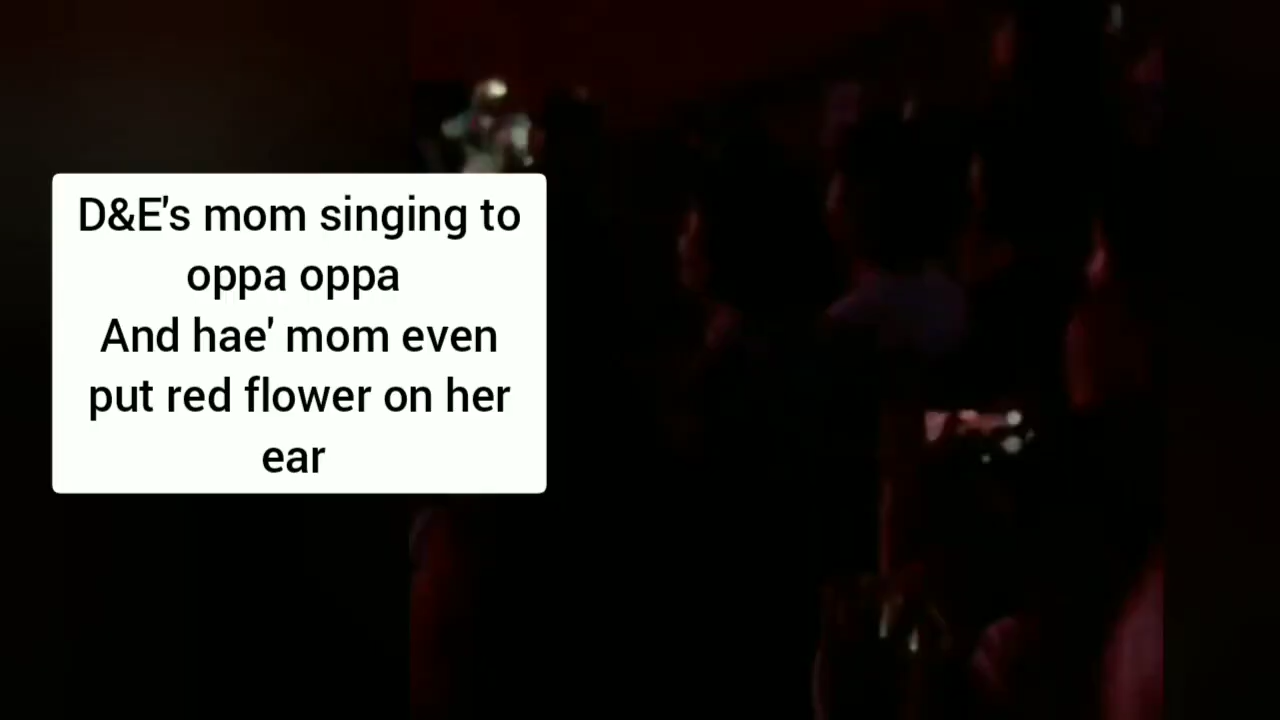 D&E's mom singing to
oppa oppa
And hae' mom even
put red flower on her
ear